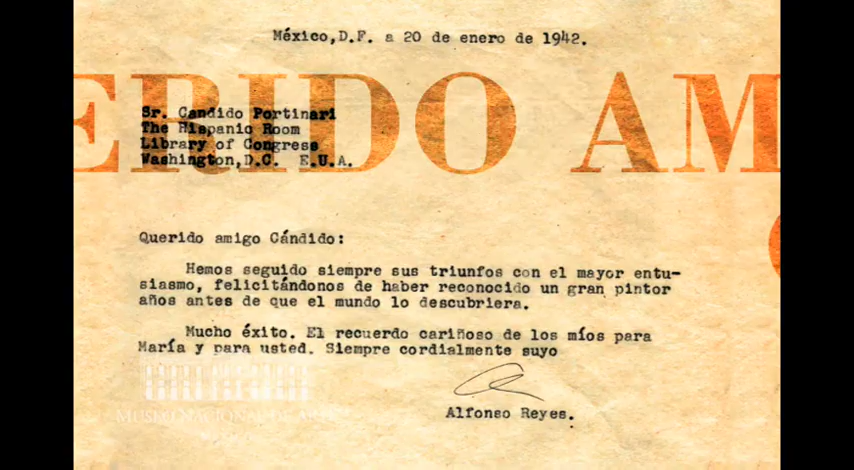 México, D.F. a 20 de enero de 1942.
ERIDO AM
Sr. Candido Portinari
The Hispanic Room
Library of Congress
Washington, D.C. E.U.A.
Querido amigo Cándido:
Hemos seguido siempre sus triunfos con el mayor entu-
siasmo, felicitándonos de haber reconocido un gran pintor
años antes de que el mundo lo descubriera.
Mucho éxito. El recuerdo cariñoso de los míos para
María y para usted. Siempre cordialmente suyo
MUSEO NACIONAL DE
Alfonso Reyes.